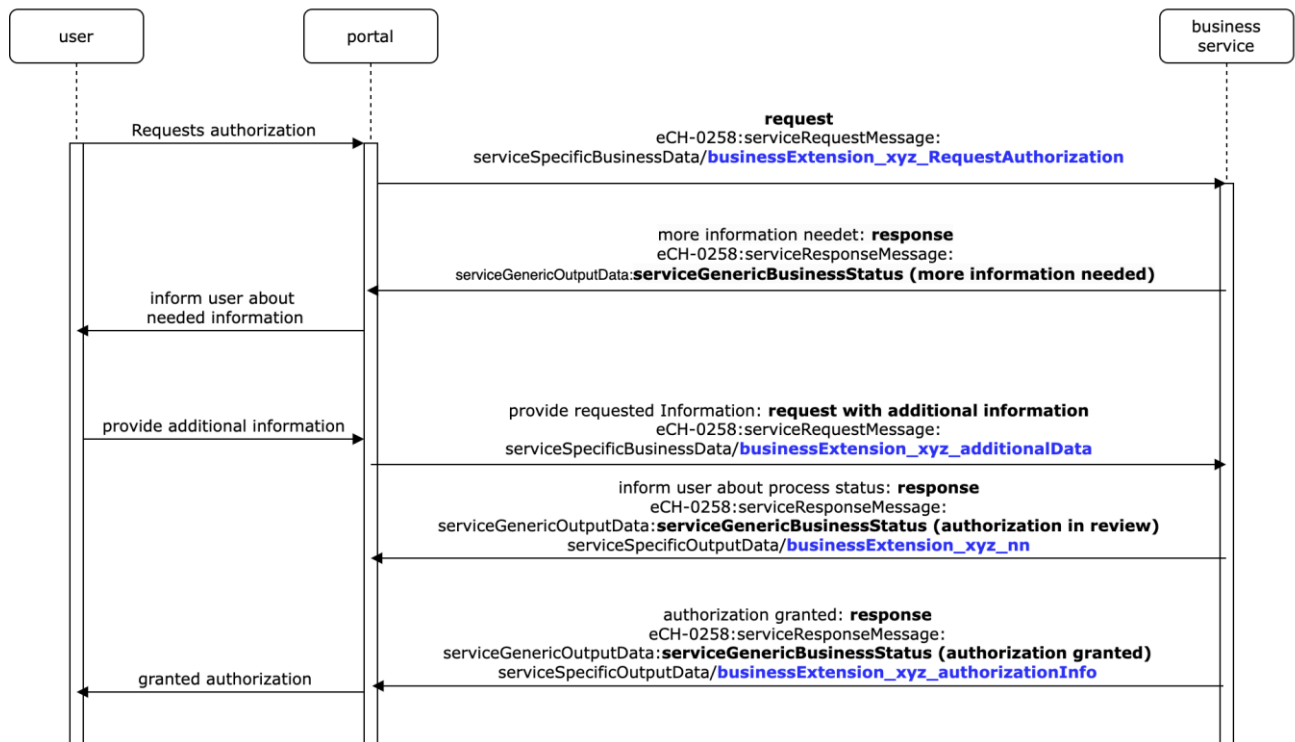 user
portal
business
service
Requests authorization
request
eCH-0258:serviceRequestMessage:
serviceSpecificBusinessData/businessExtension_xyz_RequestAuthorization
more information needet: response
eCH-0258:serviceResponseMessage:
serviceGenericOutputData:serviceGenericBusinessStatus (more information needed)
inform user about
needed information
provide additional information
provide requested Information: request with additional information
eCH-0258:serviceRequestMessage:
serviceSpecificBusinessData/businessExtension_xyz_additionalData
inform user about process status: response
eCH-0258:serviceResponseMessage:
serviceGenericOutputData:serviceGenericBusinessStatus (authorization in review)
serviceSpecificOutputData/businessExtension_xyz_nn
authorization granted: response
eCH-0258:serviceResponseMessage:
serviceGenericOutputData:serviceGenericBusinessStatus (authorization granted)
serviceSpecificOutputData/businessExtension_xyz_authorizationInfo
granted authorization